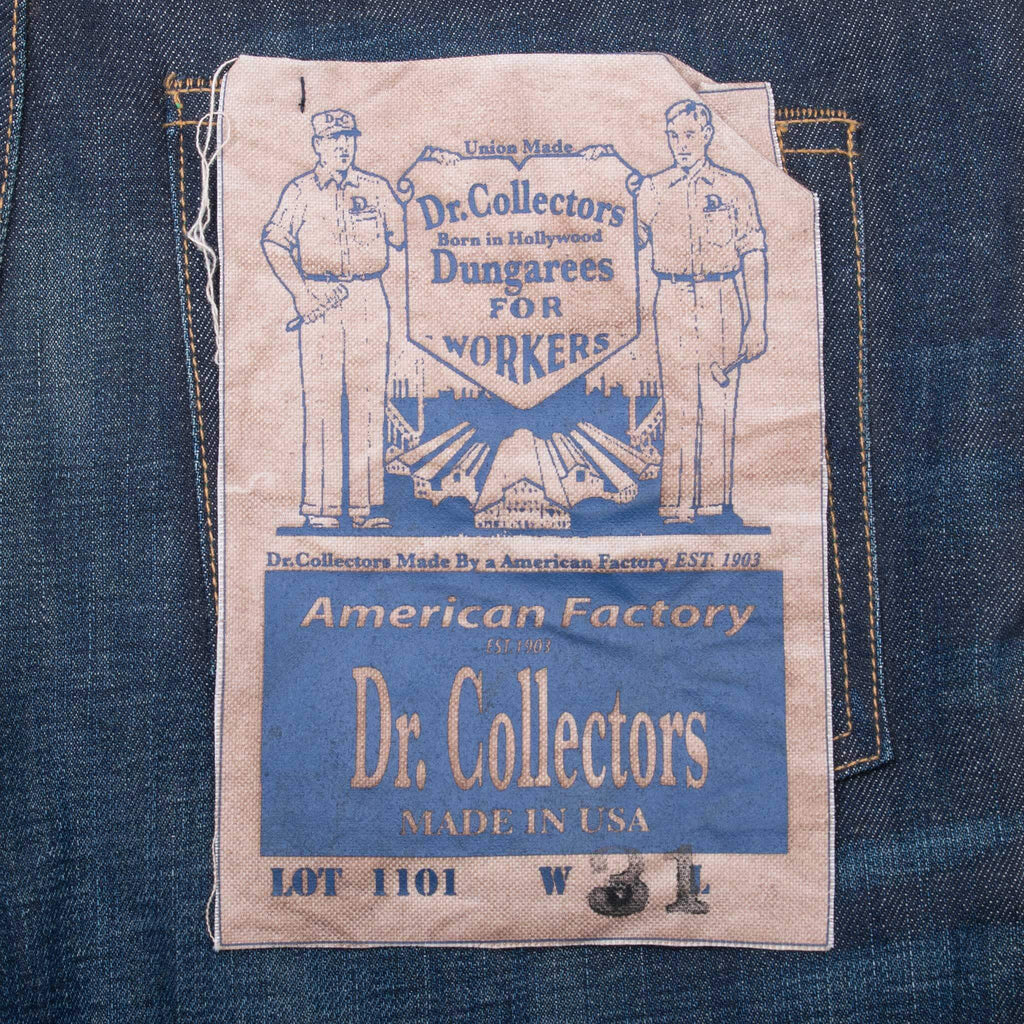 DrC
Union Made
D
D
Dr.Collectors
Born in Hollywood
Dungarees
FOR
WORKERS
Dr.Collectors Made By a American Factory EST. 1903
American Factory
EST.1903
Dr. Collectors
MADE IN USA
LOT 1101 W 31 L